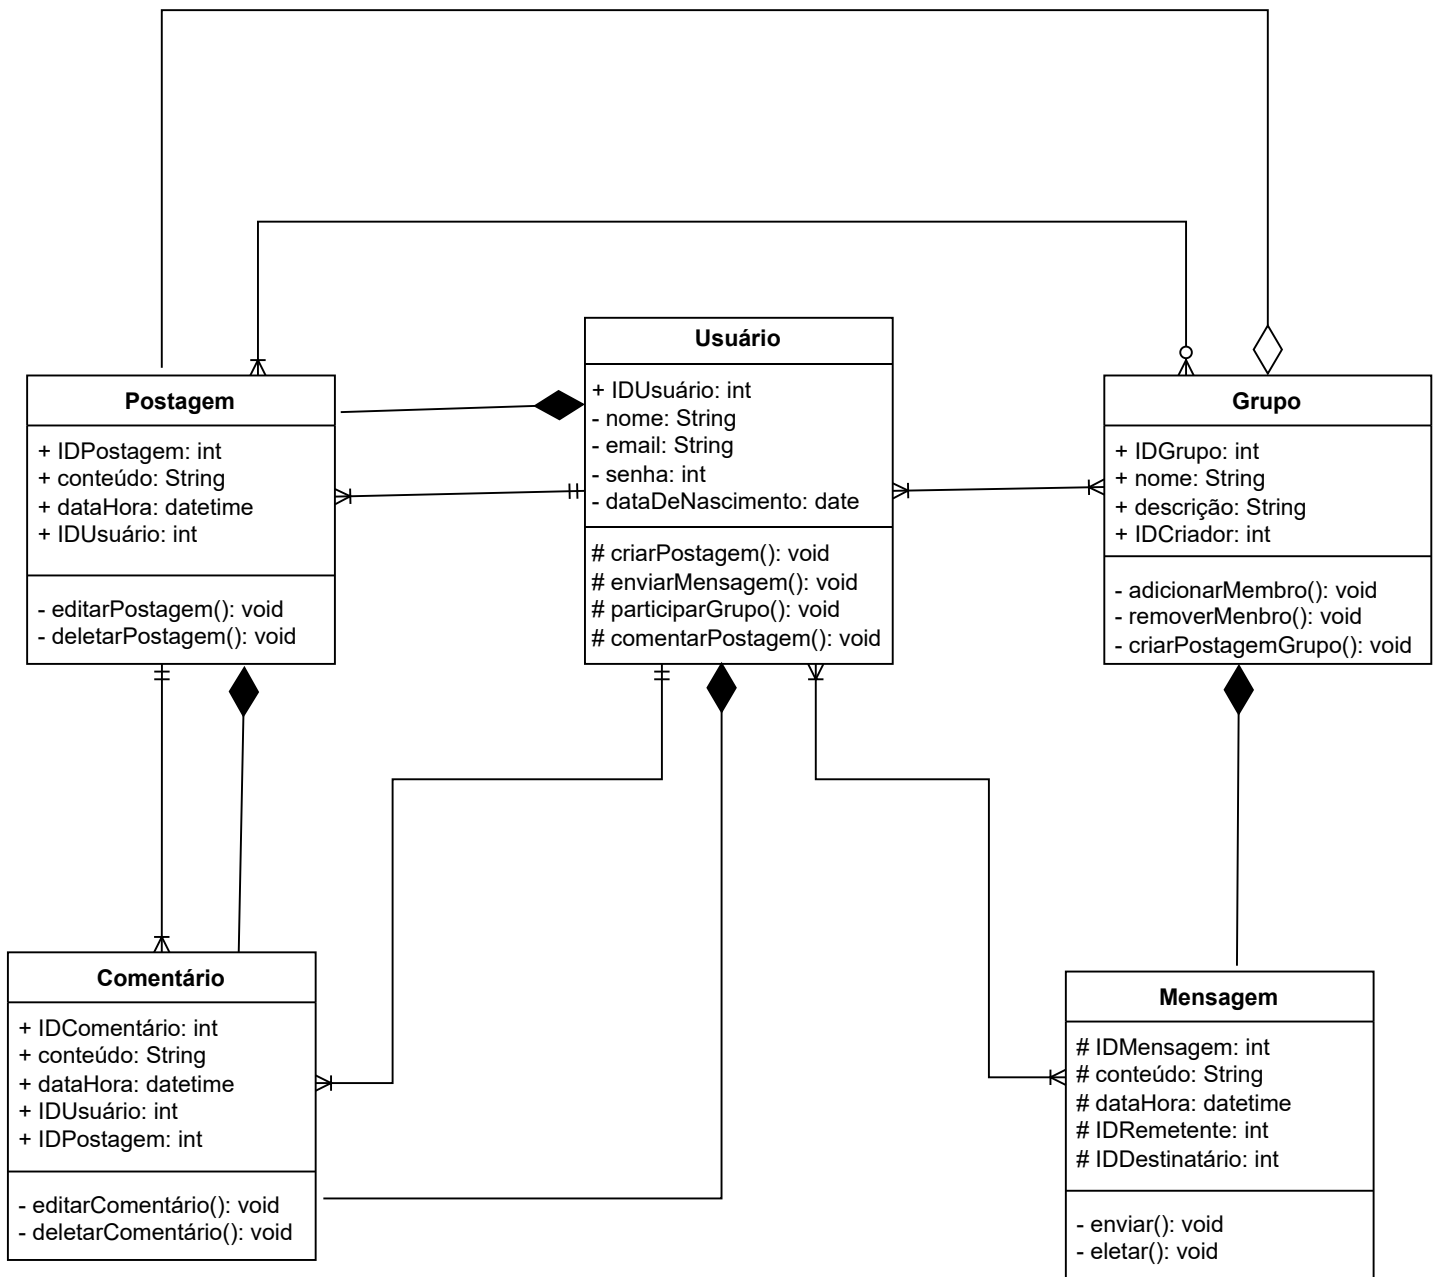 Usuário
+ IDUsuário: int
- nome: String
- email: String
- senha: int
- dataDeNascimento: date
# criarPostagem(): void
# enviarMensagem(): void
# participarGrupo(): void
# comentarPostagem(): void
Postagem
+ IDPostagem: int
+ conteúdo: String
+ dataHora: datetime
+ IDUsuário: int
- editarPostagem(): void
- deletarPostagem(): void
Grupo
+ IDGrupo: int
+ nome: String
+ descrição: String
+ IDCriador: int
- adicionarMembro(): void
- removerMenbro(): void
- criarPostagemGrupo(): void
Comentário
+ IDComentário: int
+ conteúdo: String
+ dataHora: datetime
+ IDUsuário: int
+ IDPostagem: int
- editarComentário(): void
- deletarComentário(): void
Mensagem
# IDMensagem: int
# conteúdo: String
# dataHora: datetime
# IDRemetente: int
# IDDestinatário: int
- enviar(): void
- eletar(): void